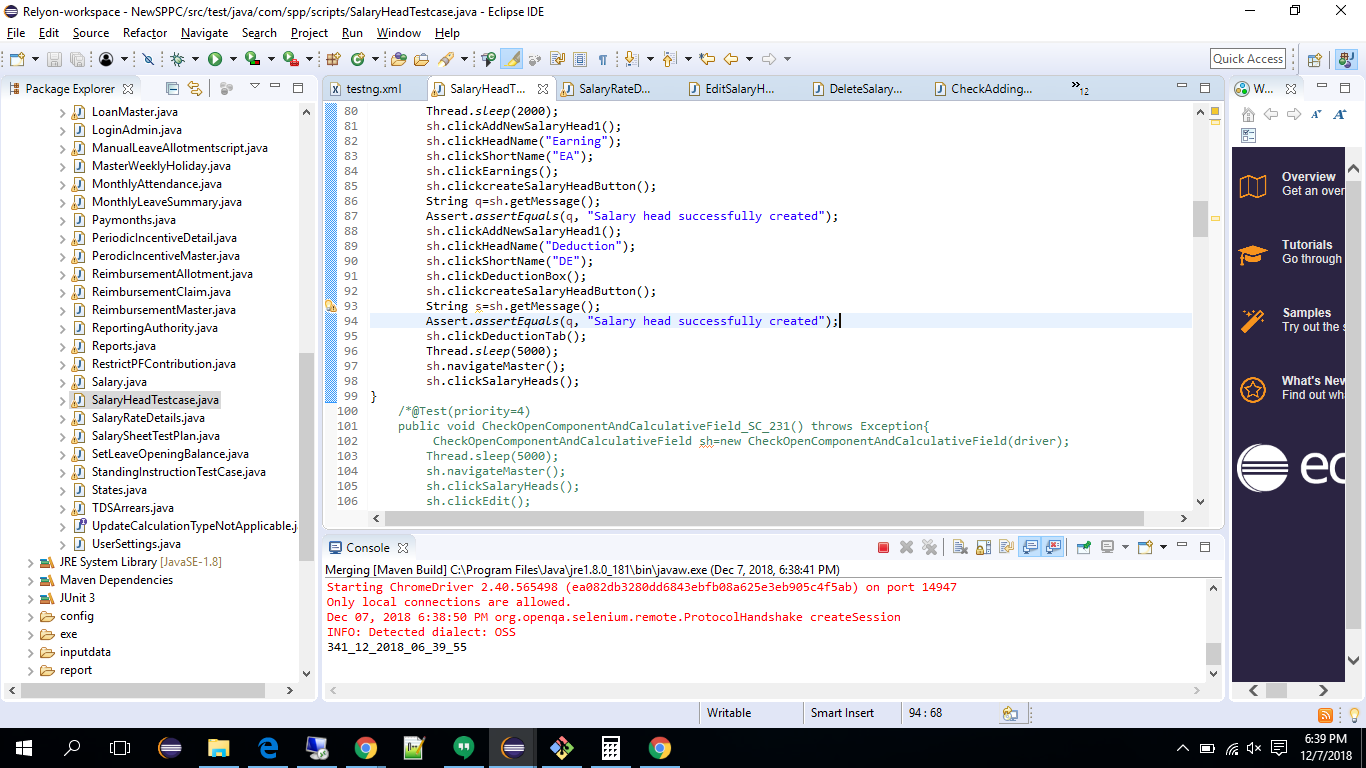 Relyon-workspace - NewSPPC/src/test/java/com/spp/scripts/SalaryHeadTestcase.java - Eclipse IDE
File Edit Source Refactor Navigate Search Project Run Window Help
Quick Access
Package Explorer
LoanMaster.java
LoginAdmin.java
ManualLeaveAllotmentscript.java
MasterWeeklyHoliday.java
MonthlyAttendance.java
MonthlyLeaveSummary.java
Paymonths.java
PeriodicIncentiveDetail.java
PerodicIncentiveMaster.java
ReimbursementAllotment.java
ReimbursementClaim.java
ReimbursementMaster.java
ReportingAuthority.java
Reports.java
RestrictPFContribution.java
Salary.java
SalaryHeadTestcase.java
SalaryRateDetails.java
SalarySheetTestPlan.java
SetLeaveOpeningBalance.java
StandingInstructionTestCase.java
States.java
TDSArrears.java
UpdateCalculationTypeNotApplicable.j
UserSettings.java
JRE System Library [JavaSE-1.8]
Maven Dependencies
JUnit 3
config
exe
inputdata
report
testng.xml SalaryHeadT... SalaryRateD... EditSalaryH... DeleteSalary... CheckAdding... »12
80 Thread.sleep(2000);
81 sh.clickAddNewSalaryHead1();
82 sh.clickHeadName("Earning");
83 sh.clickShortName("EA");
84 sh.clickEarnings();
85 sh.clickcreateSalaryHeadButton();
86 String q=sh.getMessage();
87 Assert.assertEquals(q, "Salary head successfully created");
88 sh.clickAddNewSalaryHead1();
89 sh.clickHeadName("Deduction");
90 sh.clickShortName("DE");
91 sh.clickDeductionBox();
92 sh.clickcreateSalaryHeadButton();
93 String s=sh.getMessage();
94 Assert.assertEquals(q, "Salary head successfully created");
95 sh.clickDeductionTab();
96 Thread.sleep(5000);
97 sh.navigateMaster();
98 sh.clickSalaryHeads();
99 }
100 /*@Test(priority=4)
101 public void CheckOpenComponentAndCalculativeField_SC_231() throws Exception{
102 CheckOpenComponentAndCalculativeField sh=new CheckOpenComponentAndCalculativeField(driver);
103 Thread.sleep(5000);
104 sh.navigateMaster();
105 sh.clickSalaryHeads();
106 sh.clickEdit();
Console
Merging [Maven Build] C:\Program Files\Java\jre1.8.0_181\bin\javaw.exe (Dec 7, 2018, 6:38:41 PM)
Starting ChromeDriver 2.40.565498 (ea082db3280dd6843ebfb08a625e3eb905c4f5ab) on port 14947
Only local connections are allowed.
Dec 07, 2018 6:38:50 PM org.openqa.selenium.remote.ProtocolHandshake createSession
INFO: Detected dialect: OSS
341_12_2018_06_39_55
W...
Overview
Get an over
Tutorials
Go through
Samples
Try out the s
What's New
Find out wha
ec
Writable Smart Insert 94 : 68
6:39 PM
12/7/2018